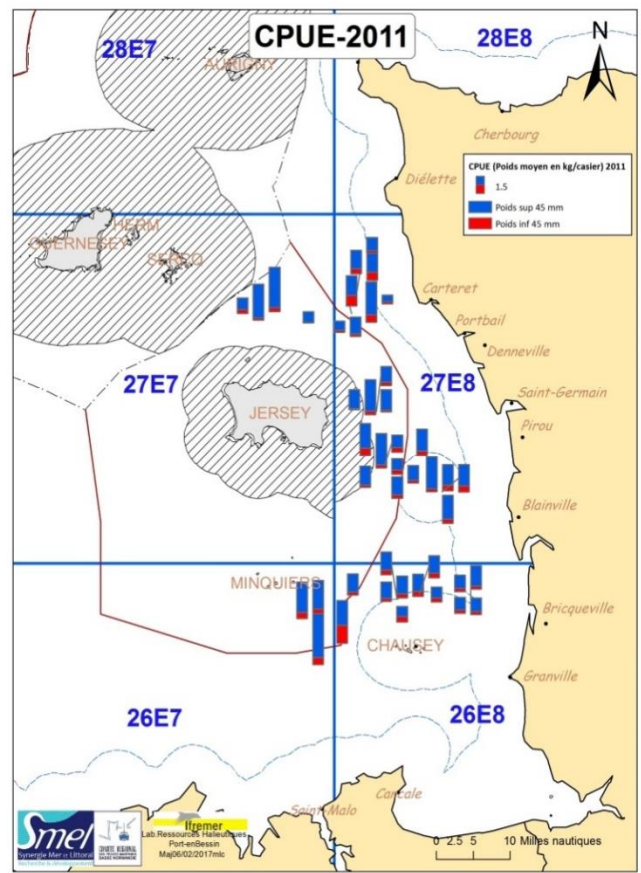 CPUE-2011
28E7
28E8
AURIGNY
N
Cherbourg
CPUE (Poids moyen en kg/casier) 2011
1.5
Poids sup 45 mm
Poids inf 45 mm
Diélette
HERM
GUERNESEY
SERCQ
Carteret
Portbail
Denneville
27E7
27E8
Saint-Germain
JERSEY
Pirou
Blainville
MINQUIERS
Bricqueville
CHAUSEY
Granville
26E7
26E8
Cancale
Saint-Malo
Smel
Synergie Mer et Littoral
Ifremer
Lab.Ressources Halieutiques
Port-enBessin
Maj06/02/2017mlc
0 2.5 5 10 Milles nautiques